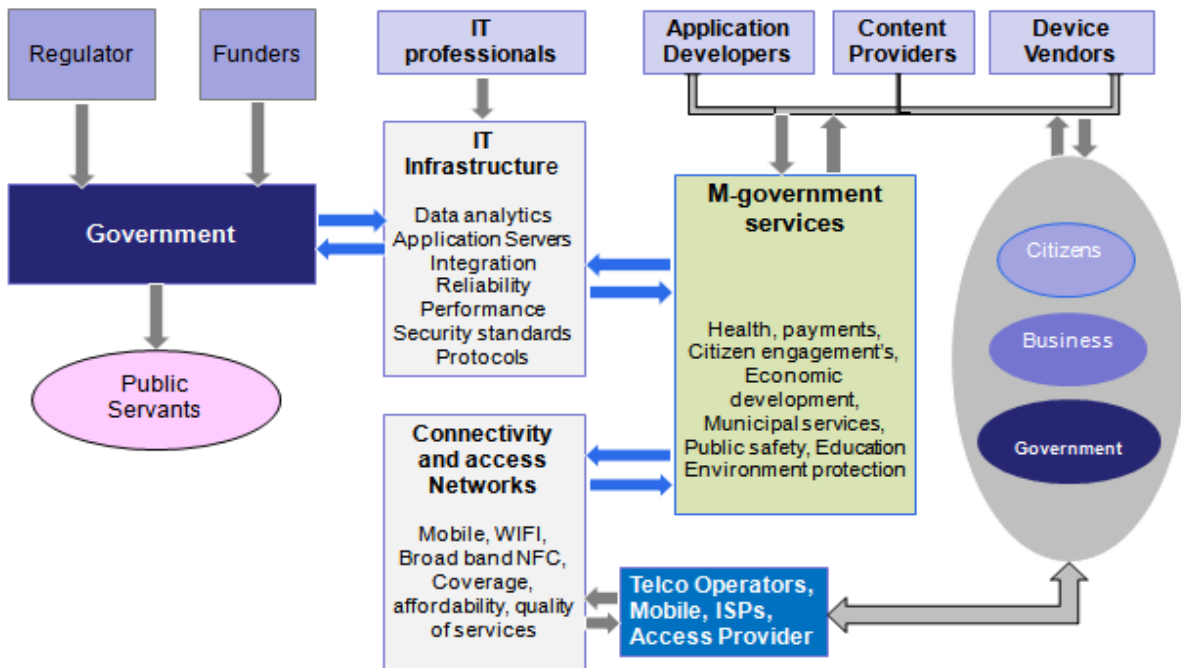 Regulator
Funders
IT
professionals
Application
Developers
Content
Providers
Device
Vendors
IT
Infrastructure
Data analytics
Application Servers
Integration
Reliability
Performance
Security standards
Protocols
Government
Public
Servants
M-government
services
Health, payments,
Citizen engagement's,
Economic
development,
Municipal services,
Public safety, Education
Environment protection
Citizens
Business
Government
Connectivity
and access
Networks
Mobile, WIFI,
Broad band NFC,
Coverage,
affordability, quality
of services
Telco Operators,
Mobile, ISPs,
Access Provider